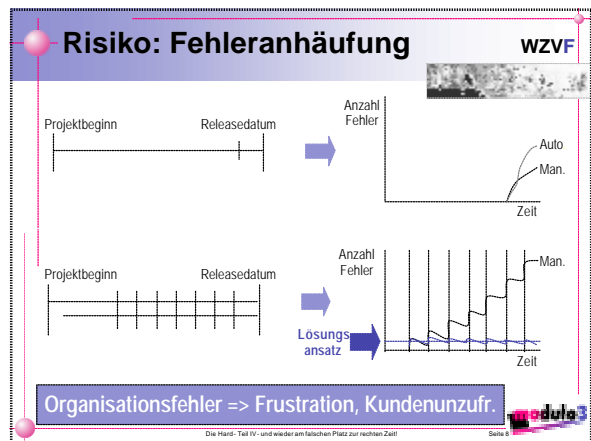 Risiko: Fehleranhäufung
WZVF
Anzahl
Fehler
Projektbeginn
Releasedatum
Auto
Man.
Zeit
Anzahl
Fehler
Projektbeginn
Releasedatum
Man.
Lösungs
ansatz
Zeit
Organisationsfehler => Frustration, Kundenunzufr.
modula3
Die Hard- Teil IV - und wieder am falschen Platz zur rechten Zeit!
Seite 8